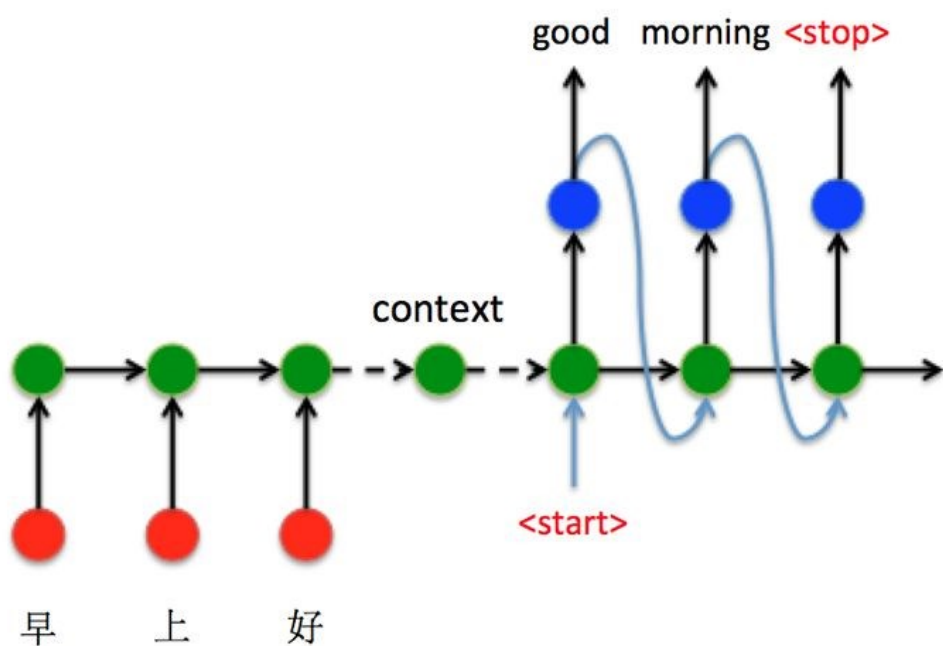 good morning <stop>
context
<start>
早 上 好